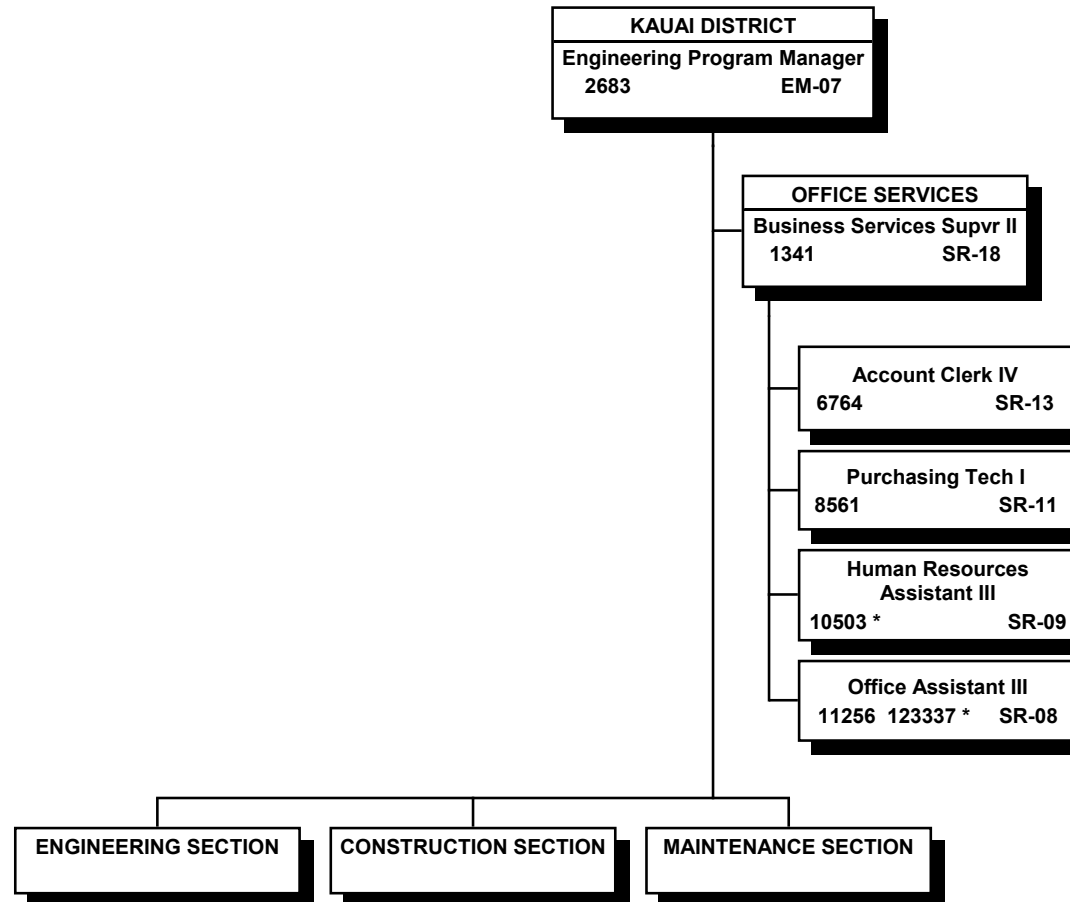 KAUAI DISTRICT
Engineering Program Manager
2683 EM-07
OFFICE SERVICES
Business Services Supvr II
1341 SR-18
Account Clerk IV
6764 SR-13
Purchasing Tech I
8561 SR-11
Human Resources
Assistant III
10503 * SR-09
Office Assistant III
11256 123337 * SR-08
ENGINEERING SECTION
CONSTRUCTION SECTION
MAINTENANCE SECTION